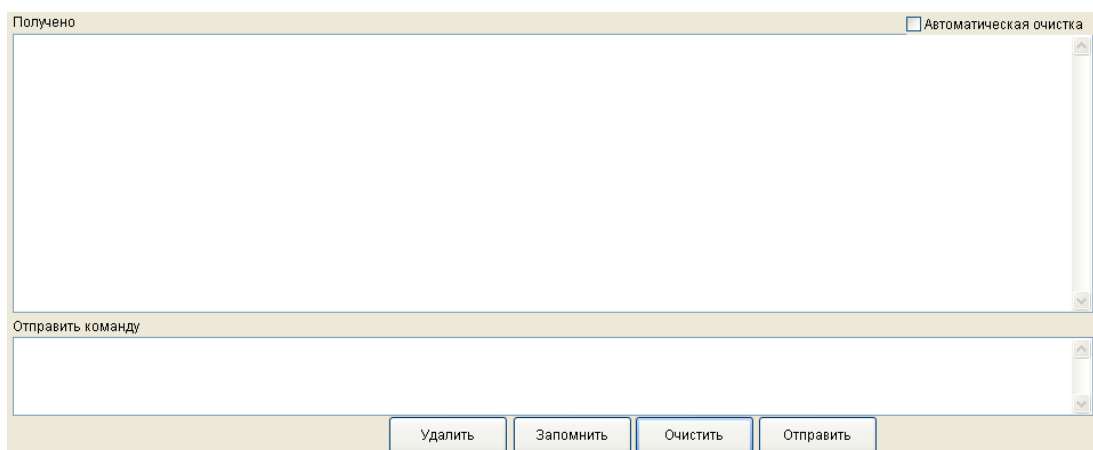 Получено
Автоматическая очистка
Отправить команду
Удалить
Запомнить
Очистить
Отправить